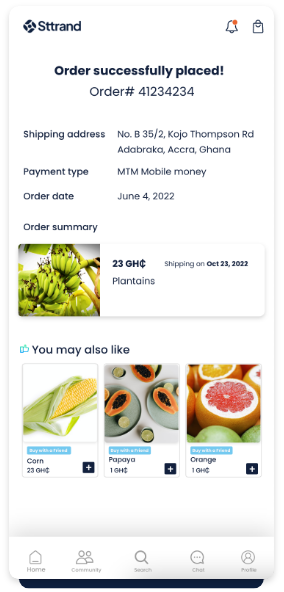 Sttrand
Order successfully placed!
Order# 41234234
Shipping address No. B 35/2, Kojo Thompson Rd
Adabraka, Accra, Ghana
Payment type MTM Mobile money
Order date June 4, 2022
Order summary
23 GH₵ Shipping on Oct 23, 2022
Plantains
You may also like
Buy with a Friend Buy with a Friend Buy with a Friend
Corn Papaya Orange
23 GH₵ 1 GH₵ 1 GH₵
Home Community Search Chat Profile